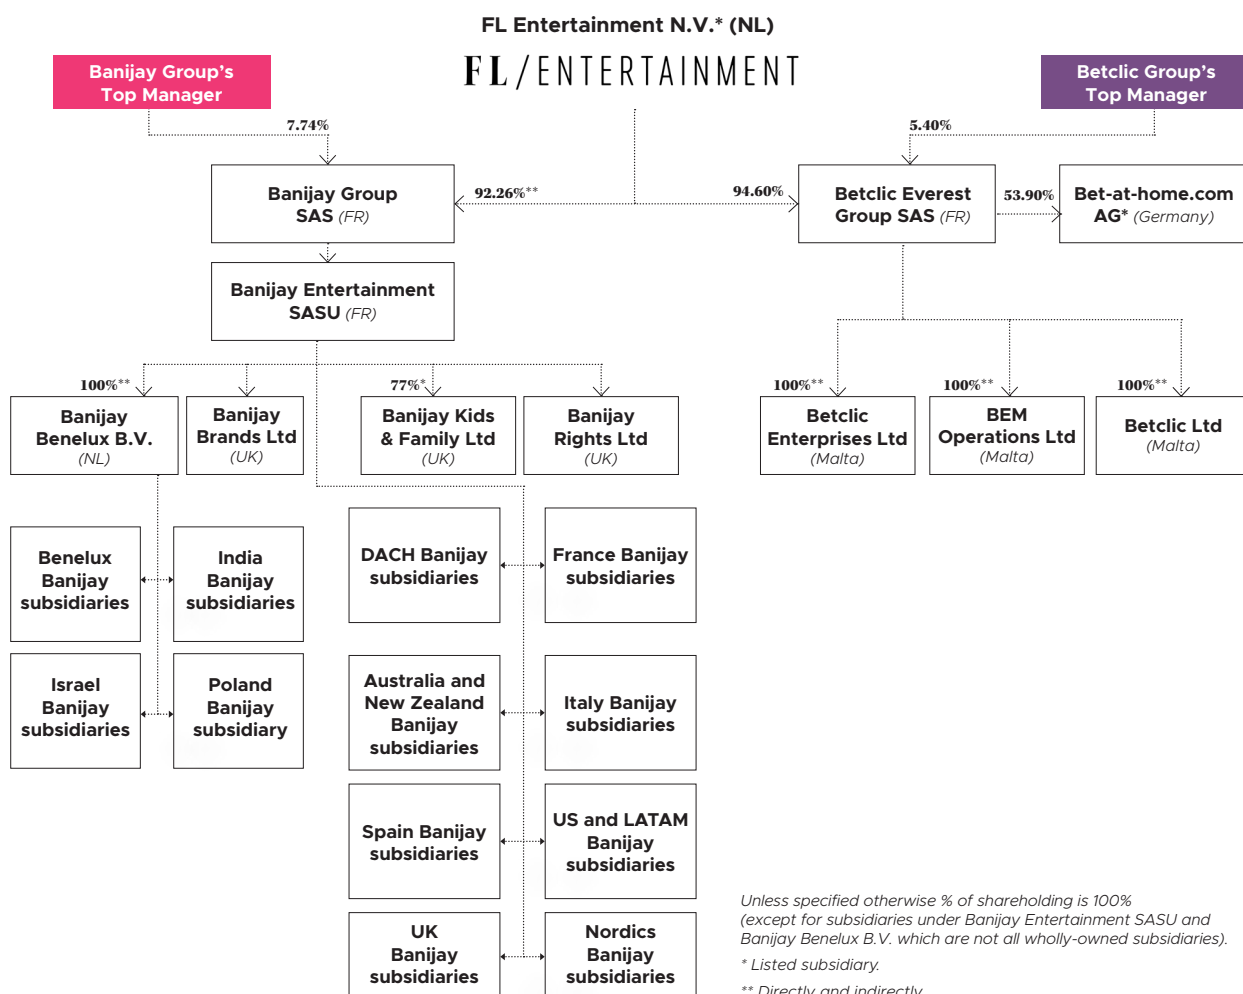 FL Entertainment N.V.* (NL)
FL/ENTERTAINMENT
Banijay Group's
Top Manager
Betclic Group's
Top Manager
7.74%
5.40%
Banijay Group
SAS (FR)
92.26%**
94.60%
Betclic Everest
Group SAS (FR)
53.90%
Bet-at-home.com
AG* (Germany)
Banijay Entertainment
SASU (FR)
100%**
77%*
100%**
100%**
100%**
Banijay
Benelux B.V.
(NL)
Banijay
Brands Ltd
(UK)
Banijay Kids
& Family Ltd
(UK)
Banijay
Rights Ltd
(UK)
Betclic
Enterprises Ltd
(Malta)
BEM
Operations Ltd
(Malta)
Betclic Ltd
(Malta)
Benelux
Banijay
subsidiaries
India
Banijay
subsidiaries
DACH Banijay
subsidiaries
France Banijay
subsidiaries
Israel
Banijay
subsidiaries
Poland
Banijay
subsidiary
Australia and
New Zealand
Banijay
subsidiaries
Italy Banijay
subsidiaries
Spain Banijay
subsidiaries
US and LATAM
Banijay
subsidiaries
UK
Banijay
subsidiaries
Nordics
Banijay
subsidiaries
Unless specified otherwise % of shareholding is 100%
(except for subsidiaries under Banijay Entertainment SASU and
Banijay Benelux B.V. which are not all wholly-owned subsidiaries).
* Listed subsidiary.
** Directly and indirectly